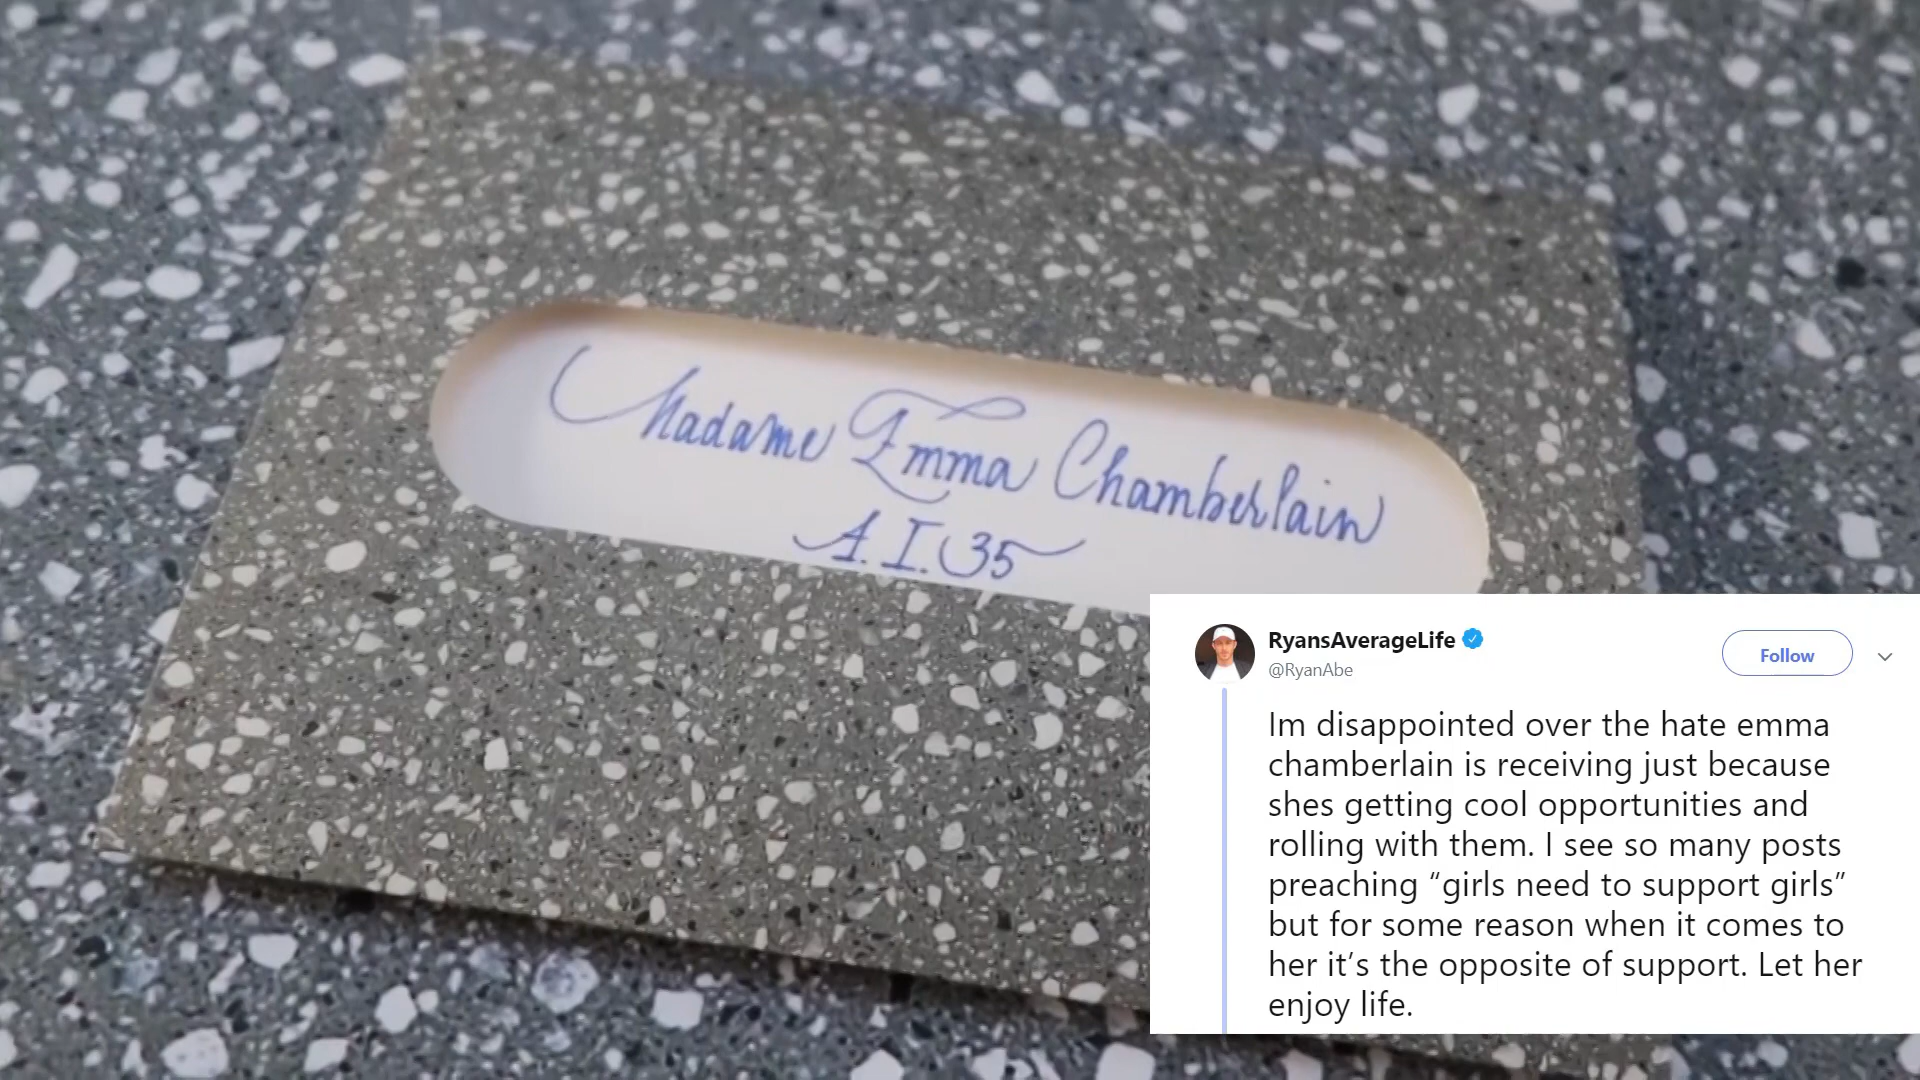 Madame Emma Chamberlain
A.I.35
RyansAverageLife
@RyanAbe
Follow
Im disappointed over the hate emma
chamberlain is receiving just because
shes getting cool opportunities and
rolling with them. I see so many posts
preaching “girls need to support girls”
but for some reason when it comes to
her it’s the opposite of support. Let her
enjoy life.